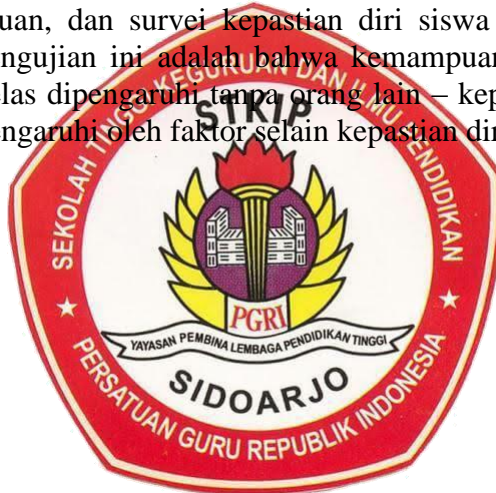 uan, dan survei kepastian diri siswa
ngujian ini adalah bahwa kemampuan
elas dipengaruhi tanpa orang lain – kep
engaruhi oleh faktor selain kepastian dir
SEKOLAH TINGGI KEGURUAN DAN ILMU PENDIDIKAN
STKIP
PGRI
YAYASAN PEMBINA LEMBAGA PENDIDIKAN TINGGI
SIDOARJO
PERSATUAN GURU REPUBLIK INDONESIA